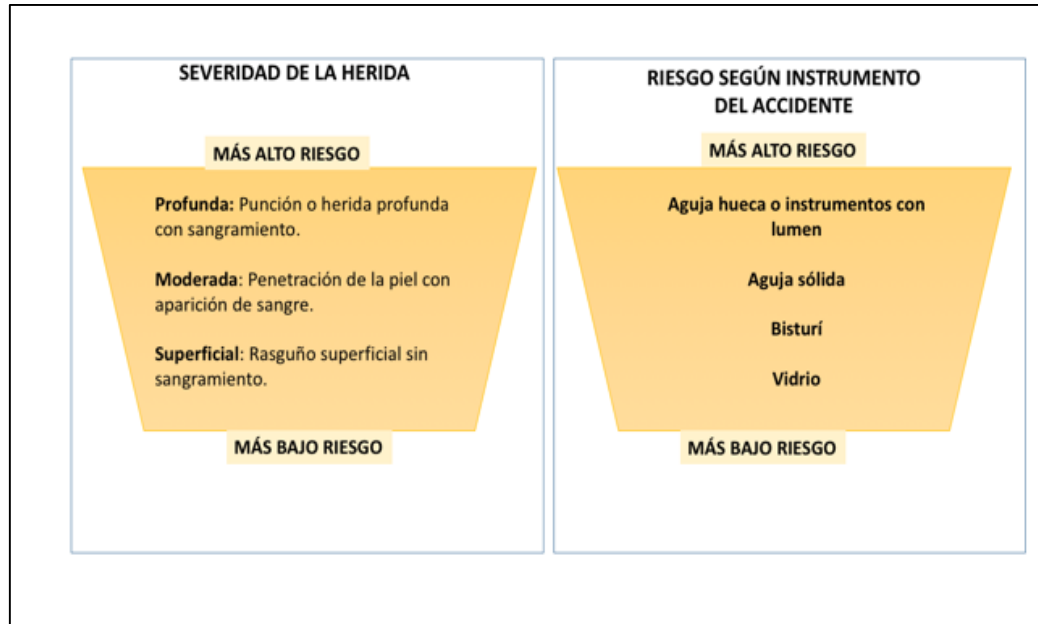 SEVERIDAD DE LA HERIDA
MÁS ALTO RIESGO
Profunda: Punción o herida profunda
con sangramiento.
Moderada: Penetración de la piel con
aparición de sangre.
Superficial: Rasguño superficial sin
sangramiento.
MÁS BAJO RIESGO
RIESGO SEGÚN INSTRUMENTO
DEL ACCIDENTE
MÁS ALTO RIESGO
Aguja hueca o instrumentos con
lumen
Aguja sólida
Bisturí
Vidrio
MÁS BAJO RIESGO